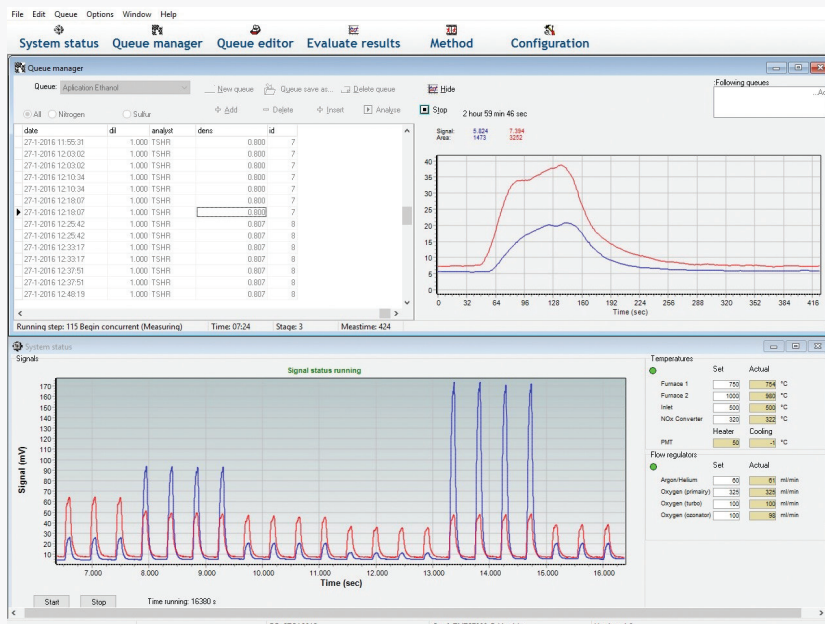 File Edit Queue Options Window Help
System status Queue manager Queue editor Evaluate results Method Configuration
Queue manager
Queue: Aplication Ethanol New queue Queue save as... Delete queue
All Nitrogen Sulfur Add Delete Insert Analyse
date dil analyst dens id
27-1-2016 11:55:31 1.000 TSHR 0.800 7
27-1-2016 12:03:02 1.000 TSHR 0.800 7
27-1-2016 12:03:02 1.000 TSHR 0.800 7
27-1-2016 12:10:34 1.000 TSHR 0.800 7
27-1-2016 12:10:34 1.000 TSHR 0.800 7
27-1-2016 12:18:07 1.000 TSHR 0.800 7
27-1-2016 12:18:07 1.000 TSHR 0.800 7
27-1-2016 12:25:42 1.000 TSHR 0.807 8
27-1-2016 12:25:42 1.000 TSHR 0.807 8
27-1-2016 12:33:17 1.000 TSHR 0.807 8
27-1-2016 12:33:17 1.000 TSHR 0.807 8
27-1-2016 12:37:51 1.000 TSHR 0.807 8
27-1-2016 12:37:51 1.000 TSHR 0.807 8
27-1-2016 12:48:19 1.000 TSHR 0.807 8
Running step: 115 Begin concurrent (Measuring) Time: 07:24 Stage: 3 Meastime: 424
Hide
Stop 2 hour 59 min 46 sec
Following queues
Signal: 5.824 7.394
Area: 1473 3252
40
35
30
25
20
15
10
5
0
0 32 64 96 128 160 192 224 256 288 320 352 384 416
Time (sec)
System status
Signals
Signal status running
Signal (mV)
170
160
150
140
130
120
110
100
90
80
70
60
50
40
30
20
10
7.000 8.000 9.000 10.000 11.000 12.000 13.000 14.000 15.000 16.000
Time (sec)
Start Stop Time running: 16380 s
Temperatures
Set Actual
Furnace 1 750 754 °C
Furnace 2 1000 980 °C
Inlet 500 500 °C
NOx Converter 320 322 °C
Heater Cooling
PMT 50 -1 °C
Flow regulators
Set Actual
Argon/Helium 60 61 ml/min
Oxygen (primairy) 325 325 ml/min
Oxygen (turbo) 100 100 ml/min
Oxygen (ozonator) 100 98 ml/min